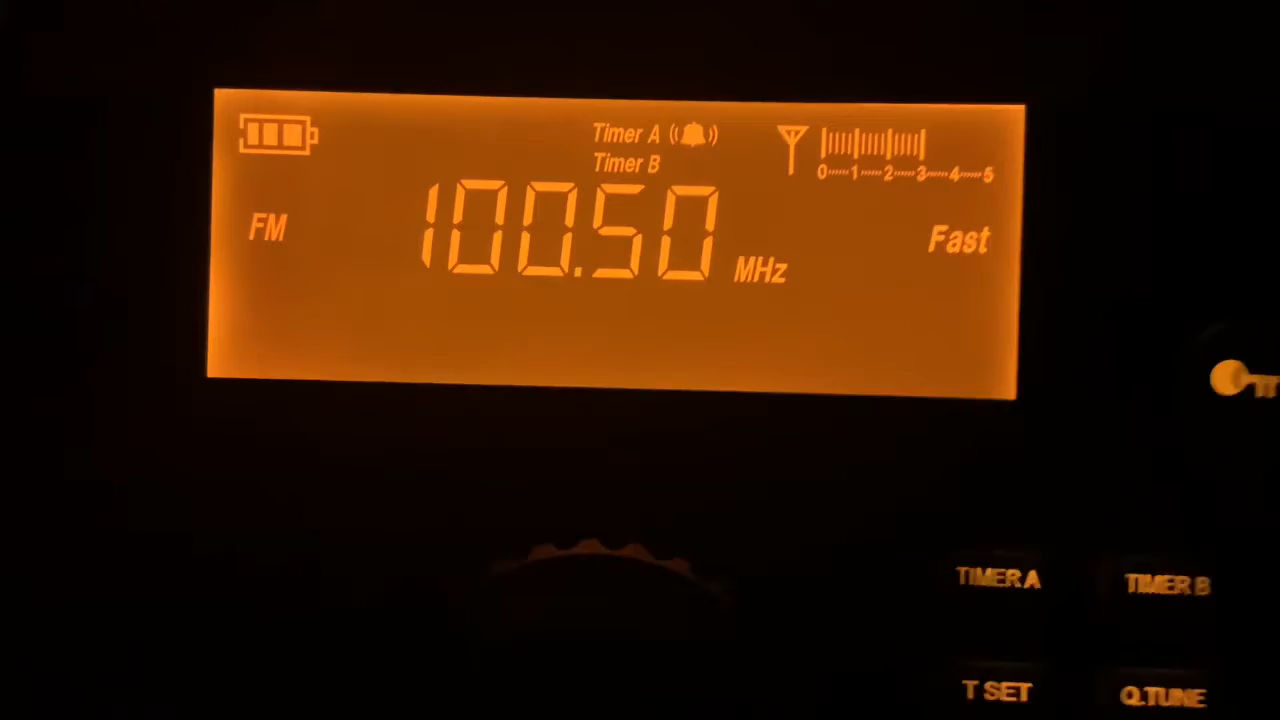 Timer A
Timer B
0 1 2 3 4 5
FM
100.50 MHz
Fast
TIMER A
TIMER B
T SET
Q.TUNE